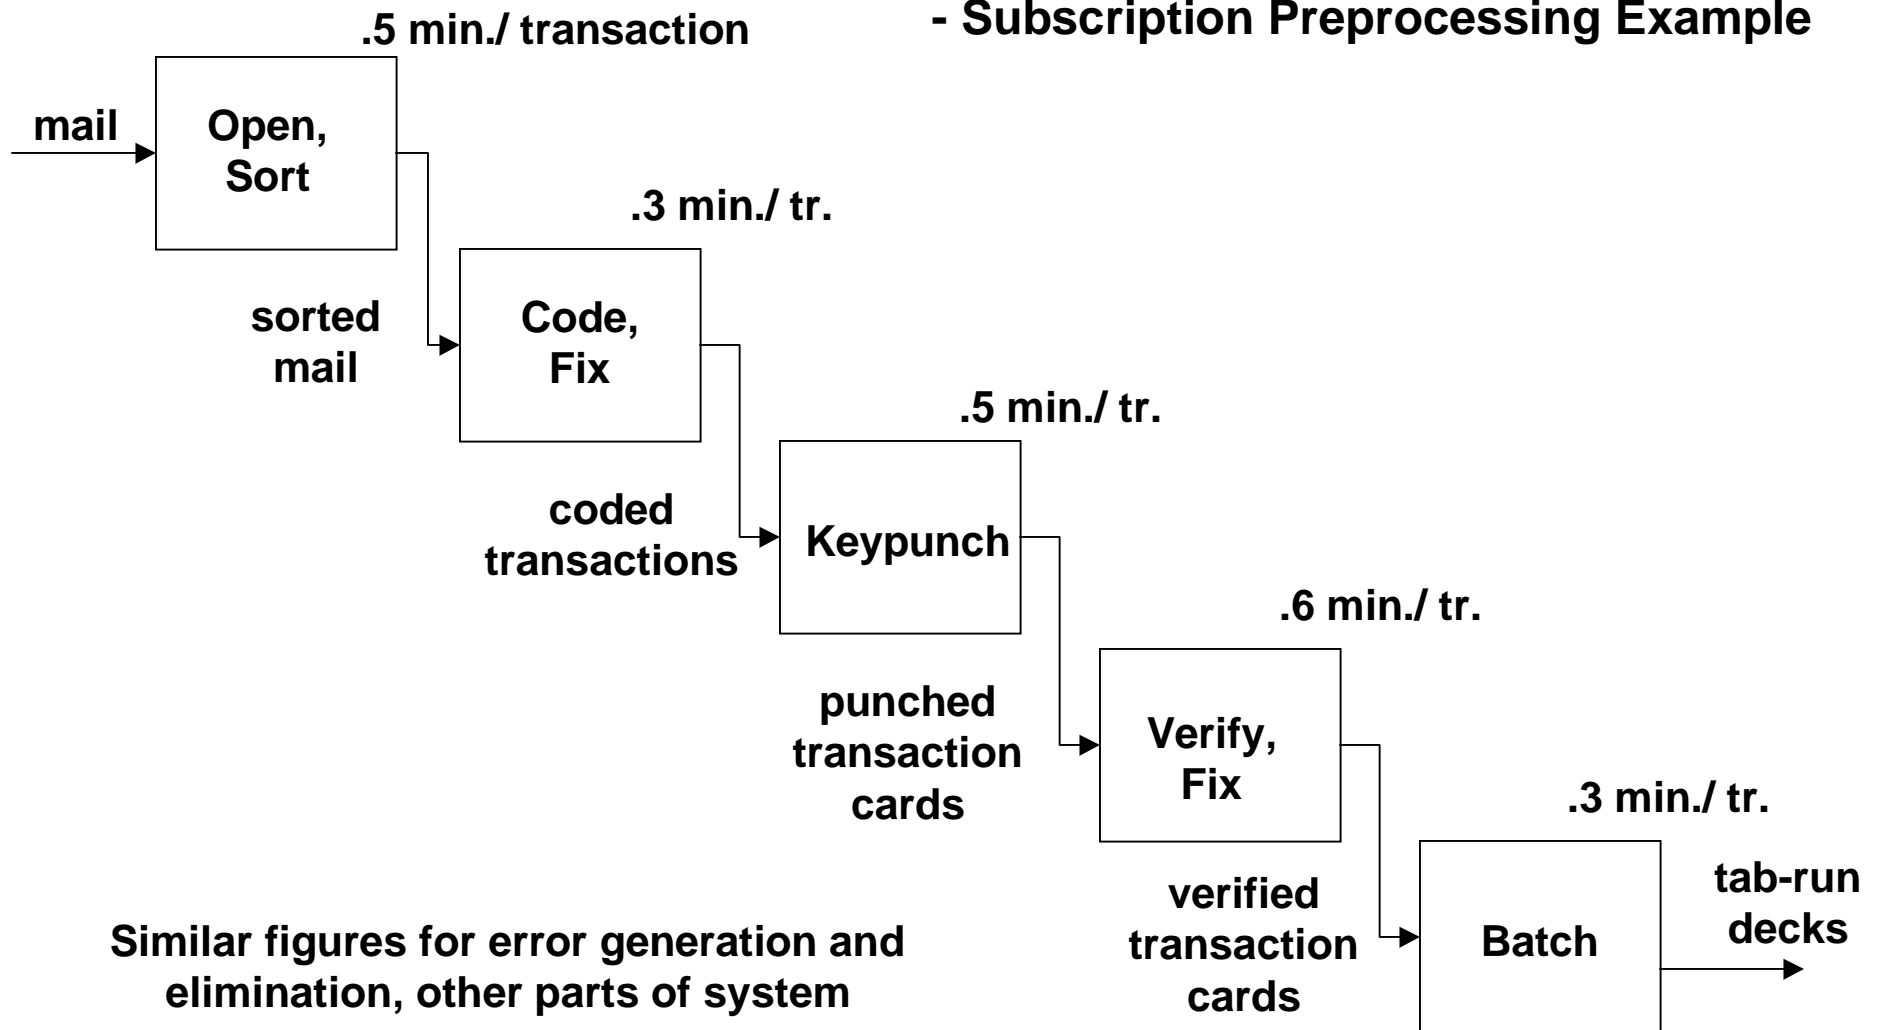 - Subscription Preprocessing Example
.5 min./ transaction
mail
Open,
Sort
.3 min./ tr.
sorted
mail
Code,
Fix
.5 min./ tr.
coded
transactions
Keypunch
.6 min./ tr.
punched
transaction
cards
Verify,
Fix
.3 min./ tr.
verified
transaction
cards
Batch
tab-run
decks
Similar figures for error generation and
elimination, other parts of system